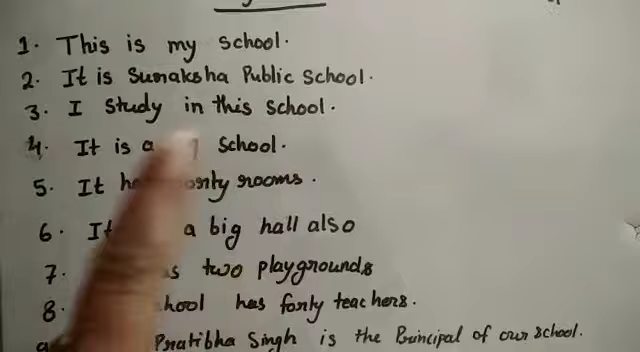 1. This is my school.
2. It is Sunaksha Public School.
3. I Study in this School.
4. It is a School.
5. It rooms.
6. It a big hall also
7. two playgrounds
8. has forty teachers.
Pratibha Singh is the Principal of our school.